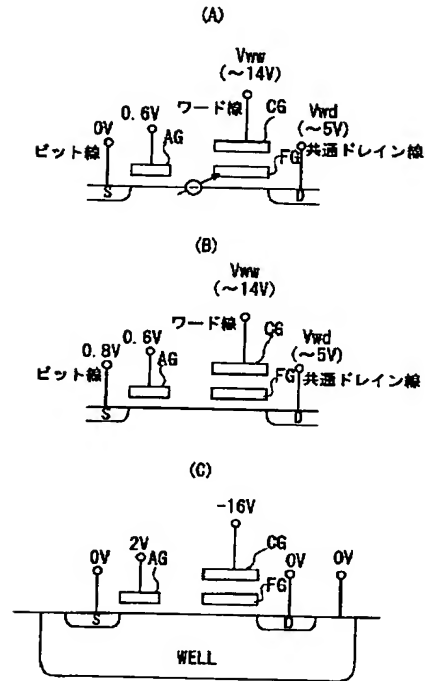 (A)
Vww
(~14V)
0.6V ワード線 CG Vwd
0V AG (~5V)
ビット線 FG 共通ドレイン線
S D
(B)
Vww
(~14V)
ワード線 CG Vwd
0.8V 0.6V (~5V)
AG
ビット線 FG 共通ドレイン線
S D
(C)
-16V
2V CG
0V AG 0V 0V
FG
S D
WELL